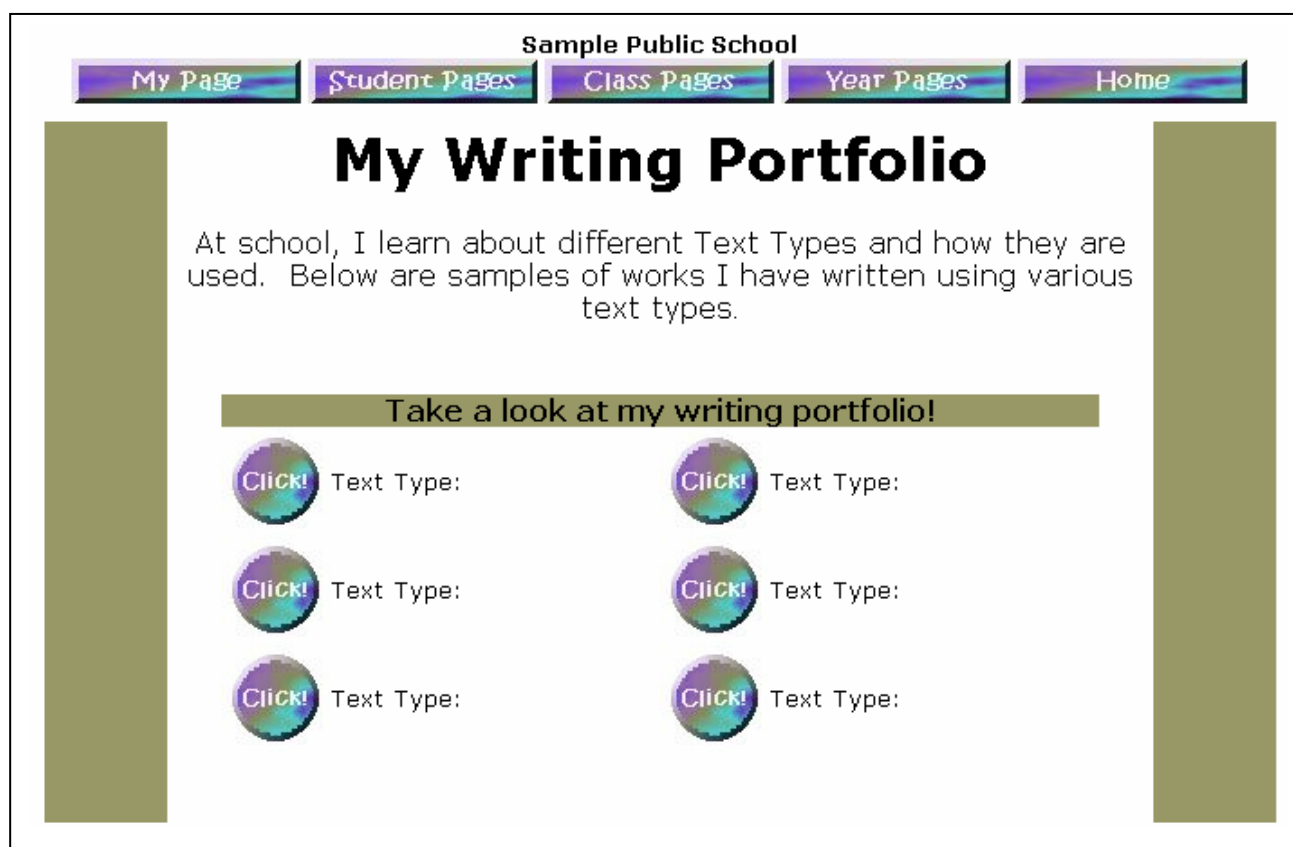 Sample Public School
My Page Student Pages Class Pages Year Pages Home
My Writing Portfolio
At school, I learn about different Text Types and how they are
used.  Below are samples of works I have written using various
text types.
Take a look at my writing portfolio!
Click! Text Type: Click! Text Type:
Click! Text Type: Click! Text Type:
Click! Text Type: Click! Text Type: